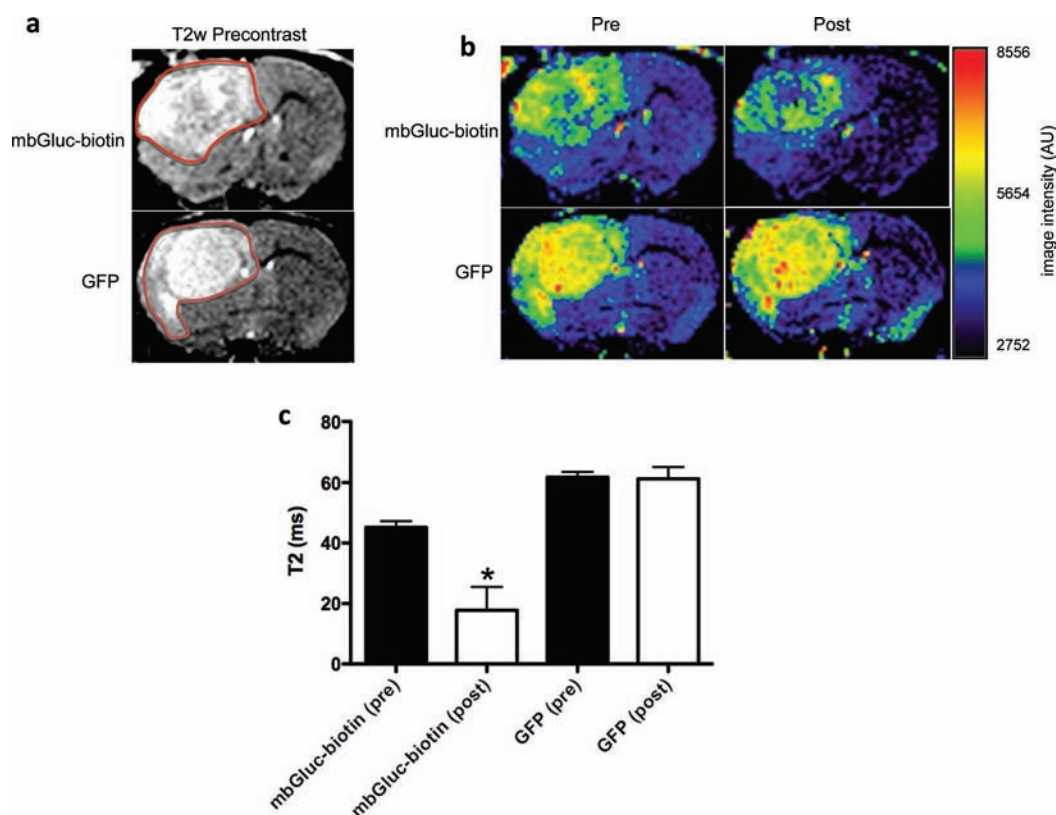 a
T2w Precontrast
mbGluc-biotin
GFP
b
Pre
Post
mbGluc-biotin
GFP
8556
5654
2752
image intensity (AU)
c
T2 (ms)
80
60
40
20
0
*
mbGluc-biotin (pre)
mbGluc-biotin (post)
GFP (pre)
GFP (post)